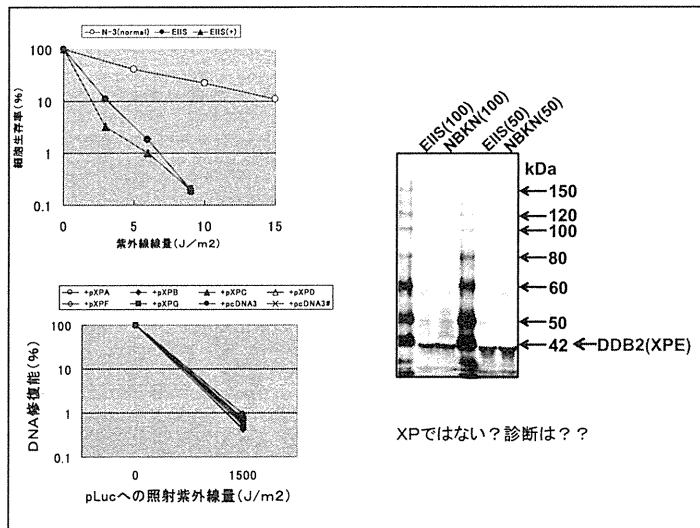 N-3(normal) EIIS EIIS(+)
100
10
1
0.1
細胞生存率(%)
0 5 10 15
紫外線線量(J/m2)
+pXPA +pXPB +pXPC +pXPD
+pXPF +pXPG +pcDNA3 +pcDNA3#
100
10
1
0.1
DNA修復能(%)
0 1500
pLucへの照射紫外線量(J/m2)
EIIS(100)
NBKN(100)
EIIS(50)
NBKN(50)
kDa
150
120
100
80
60
50
42 DDB2(XPE)
XPではない?診断は??